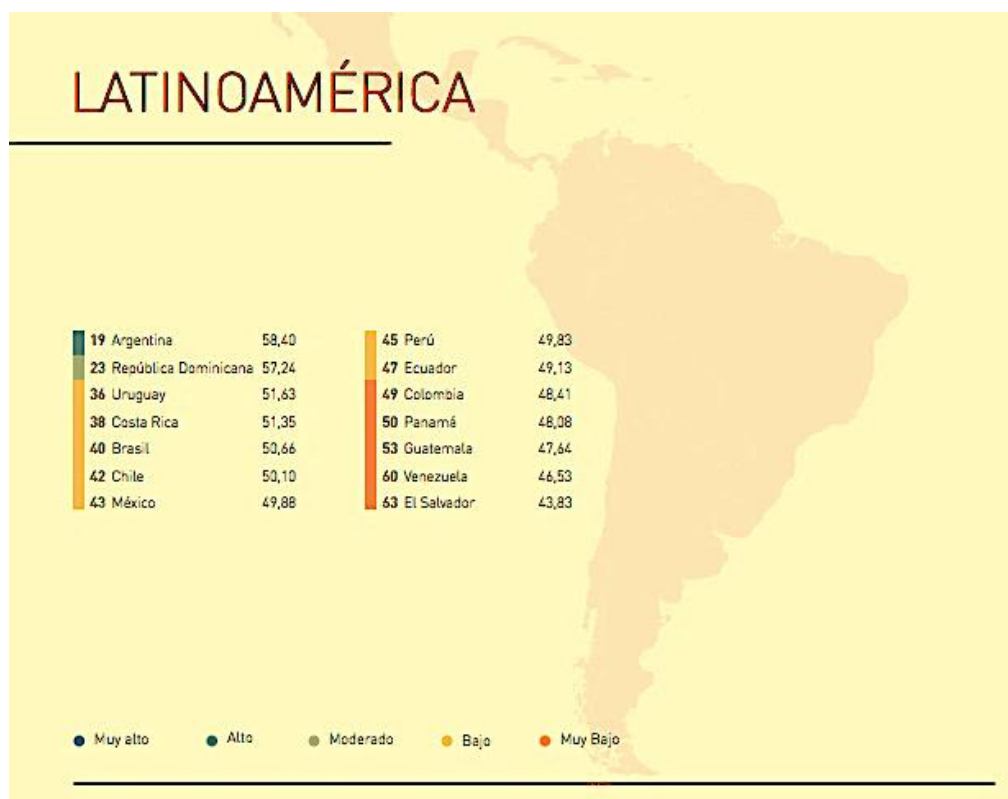 LATINOAMÉRICA
19 Argentina 58,40
23 República Dominicana 57,24
36 Uruguay 51,63
38 Costa Rica 51,35
40 Brasil 50,66
42 Chile 50,10
43 México 49,88
45 Perú 49,83
47 Ecuador 49,13
49 Colombia 48,41
50 Panamá 48,08
53 Guatemala 47,64
60 Venezuela 46,53
63 El Salvador 43,83
Muy alto Alto Moderado Bajo Muy Bajo